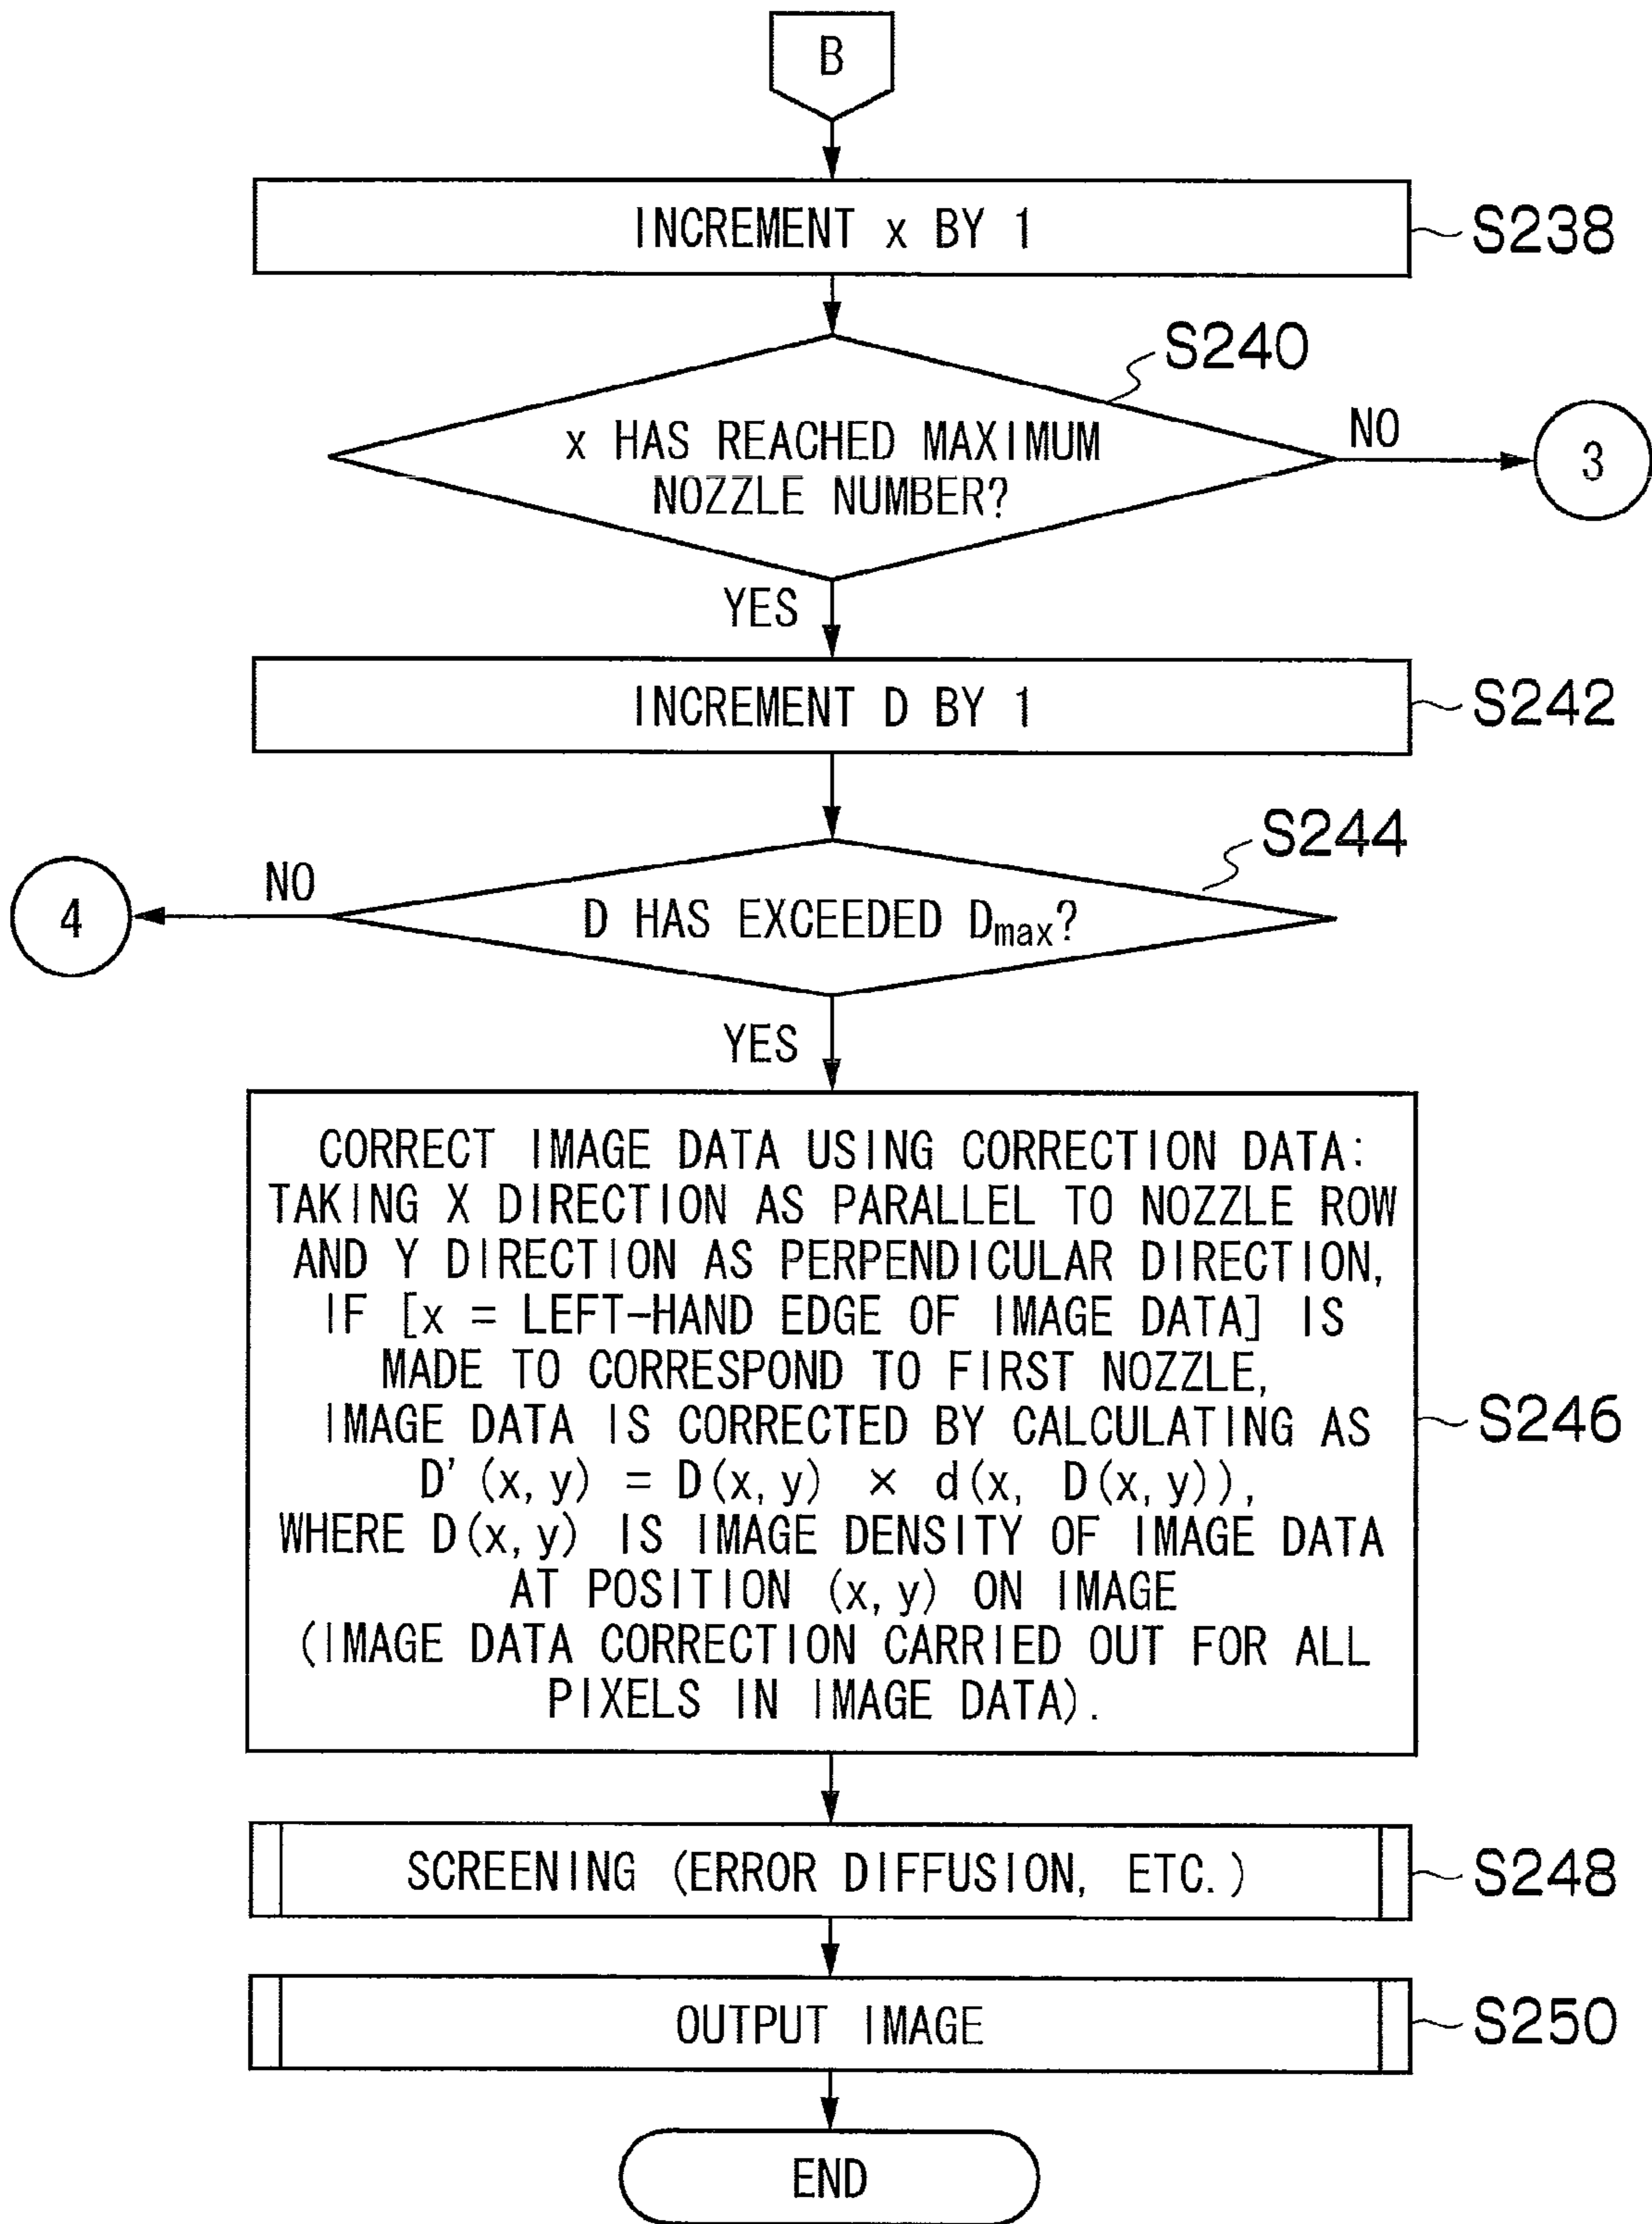 B
INCREMENT x BY 1
S238
S240
x HAS REACHED MAXIMUM
NOZZLE NUMBER?
NO
3
YES
INCREMENT D BY 1
S242
S244
NO
4
D HAS EXCEEDED Dmax?
YES
CORRECT IMAGE DATA USING CORRECTION DATA:
TAKING X DIRECTION AS PARALLEL TO NOZZLE ROW
AND Y DIRECTION AS PERPENDICULAR DIRECTION,
IF [x = LEFT-HAND EDGE OF IMAGE DATA] IS
MADE TO CORRESPOND TO FIRST NOZZLE,
IMAGE DATA IS CORRECTED BY CALCULATING AS
D'(x, y) = D(x, y) × d(x, D(x, y)),
WHERE D(x, y) IS IMAGE DENSITY OF IMAGE DATA
AT POSITION (x, y) ON IMAGE
(IMAGE DATA CORRECTION CARRIED OUT FOR ALL
PIXELS IN IMAGE DATA).
S246
SCREENING (ERROR DIFFUSION, ETC.)
S248
OUTPUT IMAGE
S250
END